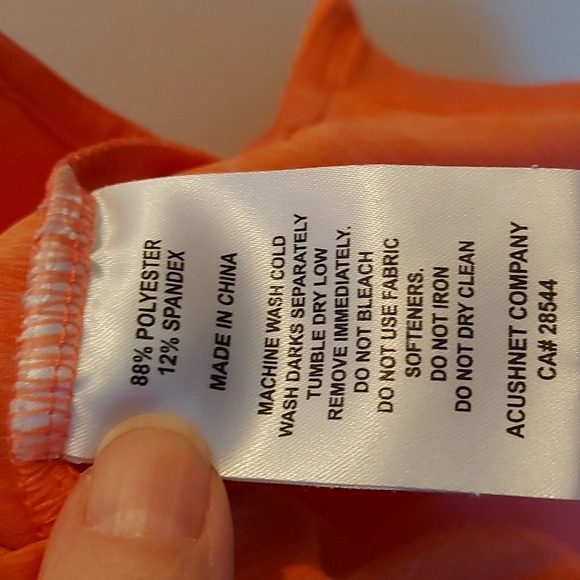 88% POLYESTER
12% SPANDEX
MADE IN CHINA
MACHINE WASH COLD
WASH DARKS SEPARATELY
TUMBLE DRY LOW
REMOVE IMMEDIATELY.
DO NOT BLEACH
DO NOT USE FABRIC
SOFTENERS.
DO NOT IRON
DO NOT DRY CLEAN
ACUSHNET COMPANY
CA# 28544